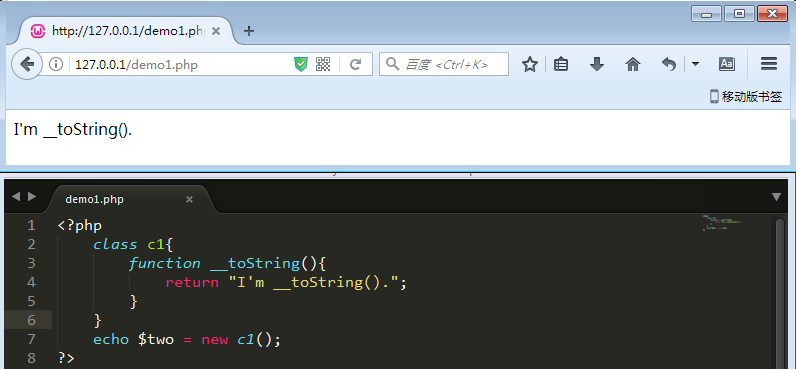 http://127.0.0.1/demo1.ph
127.0.0.1/demo1.php
百度 <Ctrl+K>
Aa
移动版书签
I'm __toString().
demo1.php
1 <?php
2 class c1{
3 function __toString(){
4 return "I'm __toString().";
5 }
6 }
7 echo $two = new c1();
8 ?>